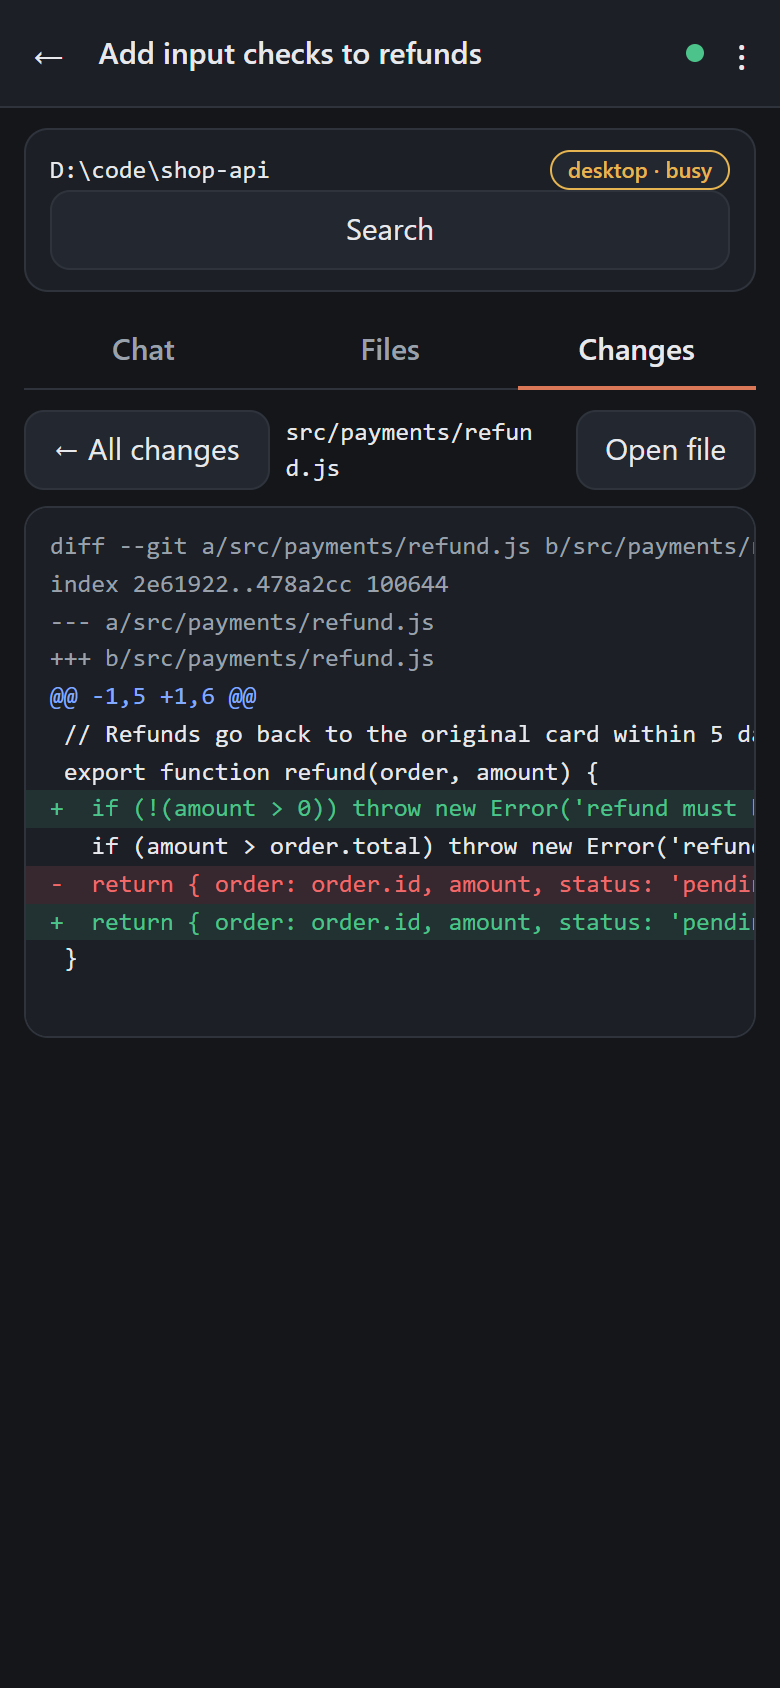 ← Add input checks to refunds
D:\code\shop-api
desktop · busy
Search
Chat
Files
Changes
← All changes
src/payments/refun
d.js
Open file
diff --git a/src/payments/refund.js b/src/payments/
index 2e61922..478a2cc 100644
--- a/src/payments/refund.js
+++ b/src/payments/refund.js
@@ -1,5 +1,6 @@
// Refunds go back to the original card within 5
export function refund(order, amount) {
+  if (!(amount > 0)) throw new Error('refund must
if (amount > order.total) throw new Error('refun
-  return { order: order.id, amount, status: 'pendi
+  return { order: order.id, amount, status: 'pendi
}